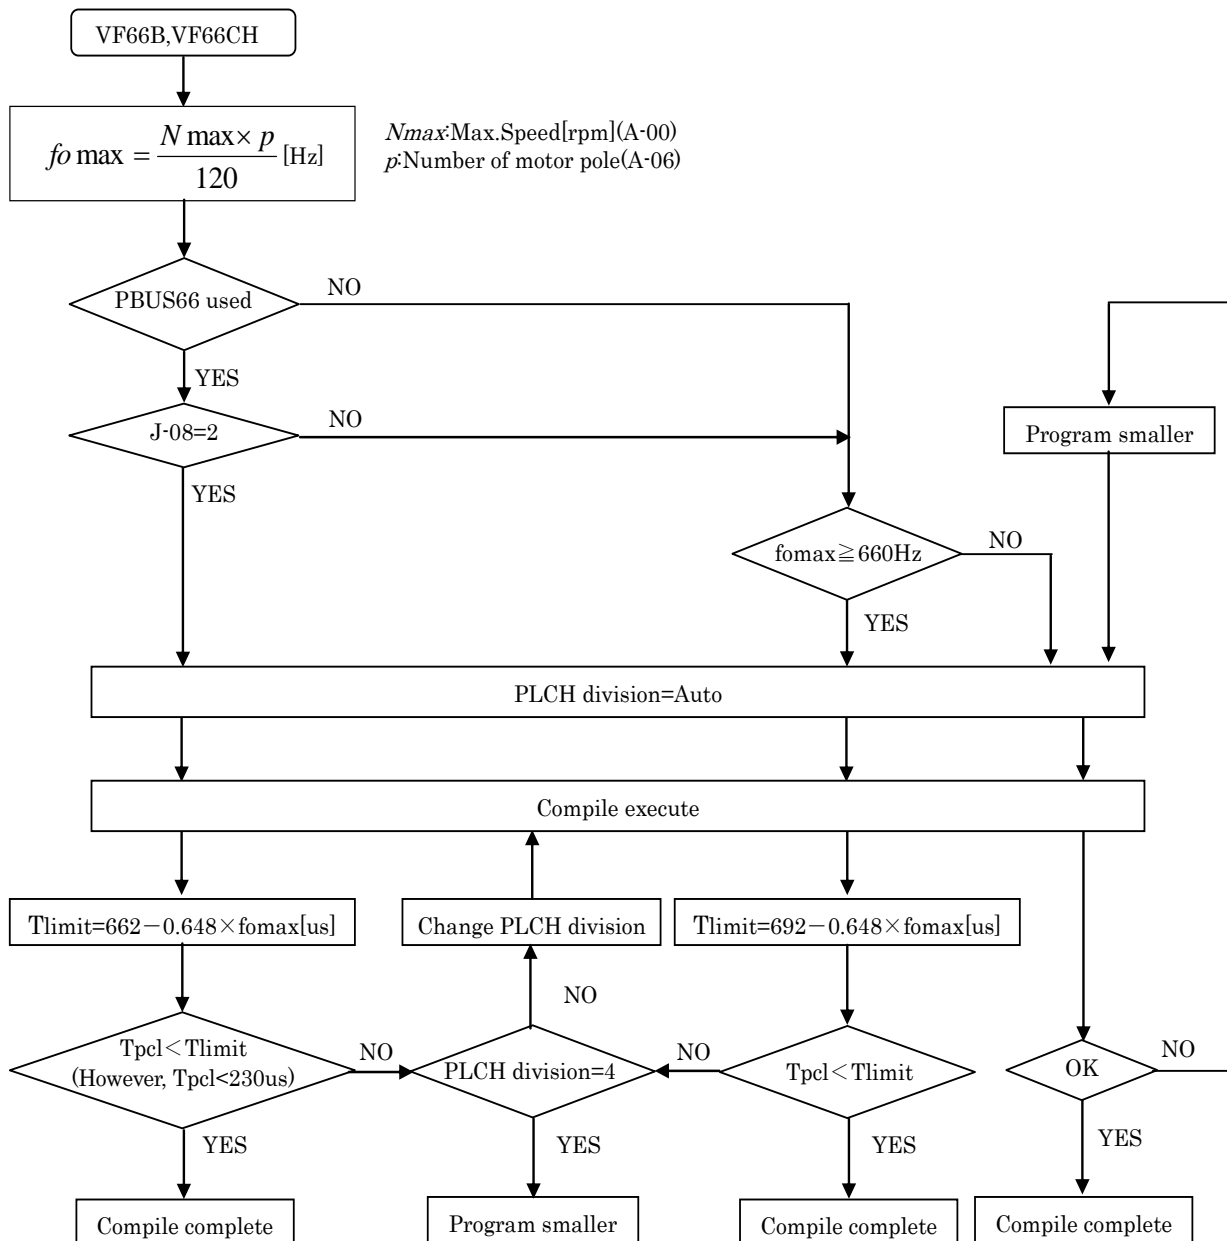 VF66B,VF66CH
fo max = N max× p / 120 [Hz]
Nmax:Max.Speed[rpm](A-00)
p:Number of motor pole(A-06)
PBUS66 used
NO
YES
J-08=2
NO
YES
Program smaller
fomax≧660Hz
NO
YES
PLCH division=Auto
Compile execute
Tlimit=662−0.648×fomax[us]
Change PLCH division
Tlimit=692−0.648×fomax[us]
NO
Tpcl＜Tlimit
(However, Tpcl<230us)
NO
PLCH division=4
NO
Tpcl＜Tlimit
OK
NO
YES
YES
YES
YES
Compile complete
Program smaller
Compile complete
Compile complete